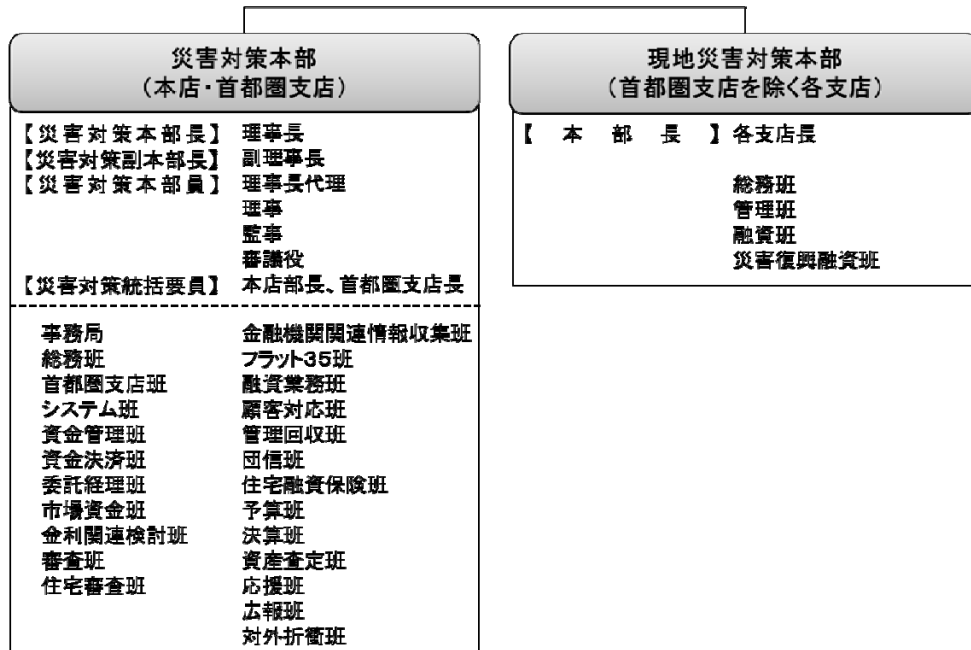 災害対策本部
（本店・首都圏支店）
【災害対策本部長】 理事長
【災害対策副本部長】 副理事長
【災害対策本部員】 理事長代理
理事
監事
審議役
【災害対策統括要員】 本店部長、首都圏支店長
事務局
総務班
首都圏支店班
システム班
資金管理班
資金決済班
委託経理班
市場資金班
金利関連検討班
審査班
住宅審査班
金融機関関連情報収集班
フラット35班
融資業務班
顧客対応班
管理回収班
団信班
住宅融資保険班
予算班
決算班
資産査定班
応援班
広報班
対外折衝班
現地災害対策本部
（首都圏支店を除く各支店）
【本部長】 各支店長
総務班
管理班
融資班
災害復興融資班